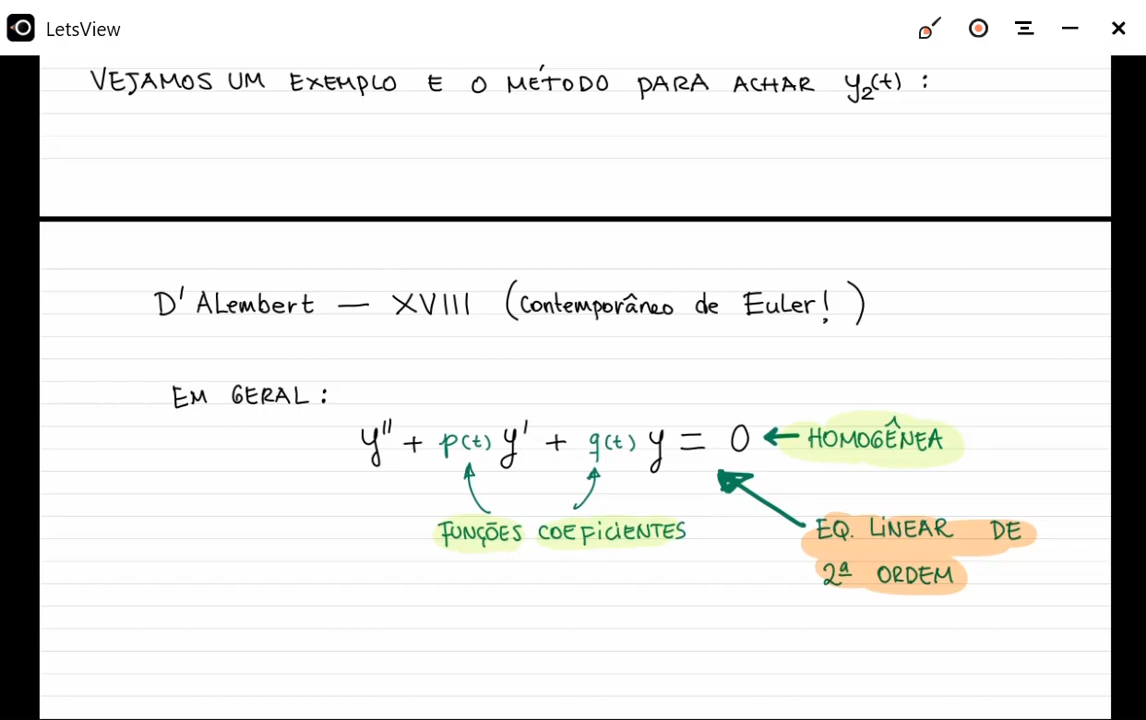 LetsView
VEJAMOS UM EXEMPLO E O MÉTODO PARA ACHAR y₂(t) :
D'ALembert — XVIII (Contemporâneo de Euler!)
EM GERAL :
y'' + p(t) y' + q(t) y = 0 ← HOMOGÊNEA
FUNÇÕES COEFICIENTES
EQ. LINEAR DE
2ª ORDEM